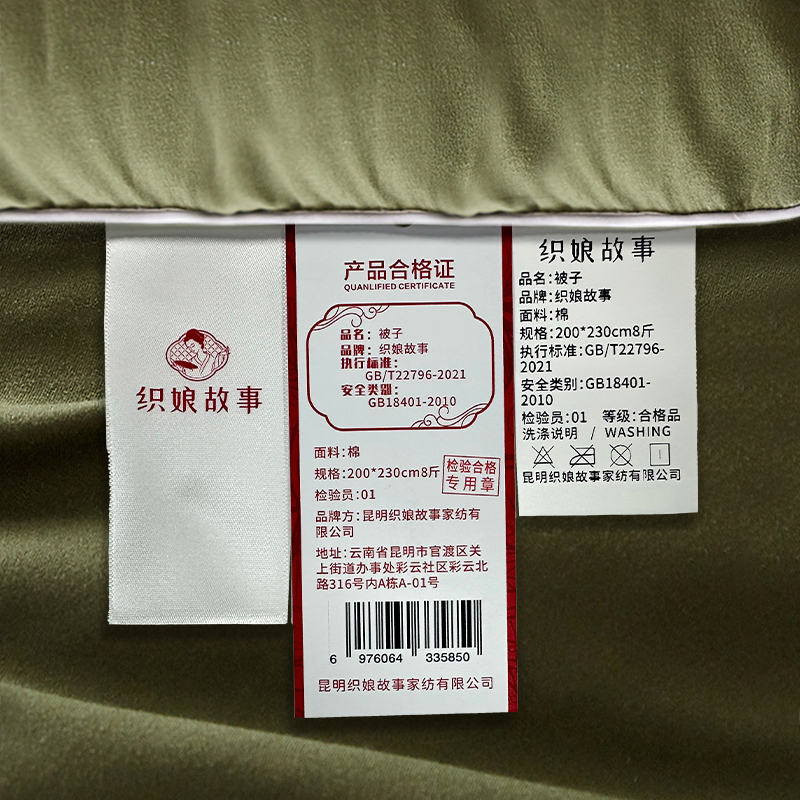 织娘故事
产品合格证
QUANLIFIED CERTIFICATE
品名：被子
品牌：织娘故事
执行标准：
GB/T22796-2021
安全类别：
GB18401-2010
面料：棉
规格：200*230cm8斤
检验员：01
检验合格
专用章
品牌方：昆明织娘故事家纺有
限公司
地址：云南省昆明市官渡区关
上街道办事处彩云社区彩云北
路316号内A栋A-01号
6 976064 335850
昆明织娘故事家纺有限公司
织娘故事
品名：被子
品牌：织娘故事
面料：棉
规格：200*230cm8斤
执行标准：GB/T22796-
2021
安全类别：GB18401-
2010
检验员：01 等级：合格品
洗涤说明 / WASHING
昆明织娘故事家纺有限公司